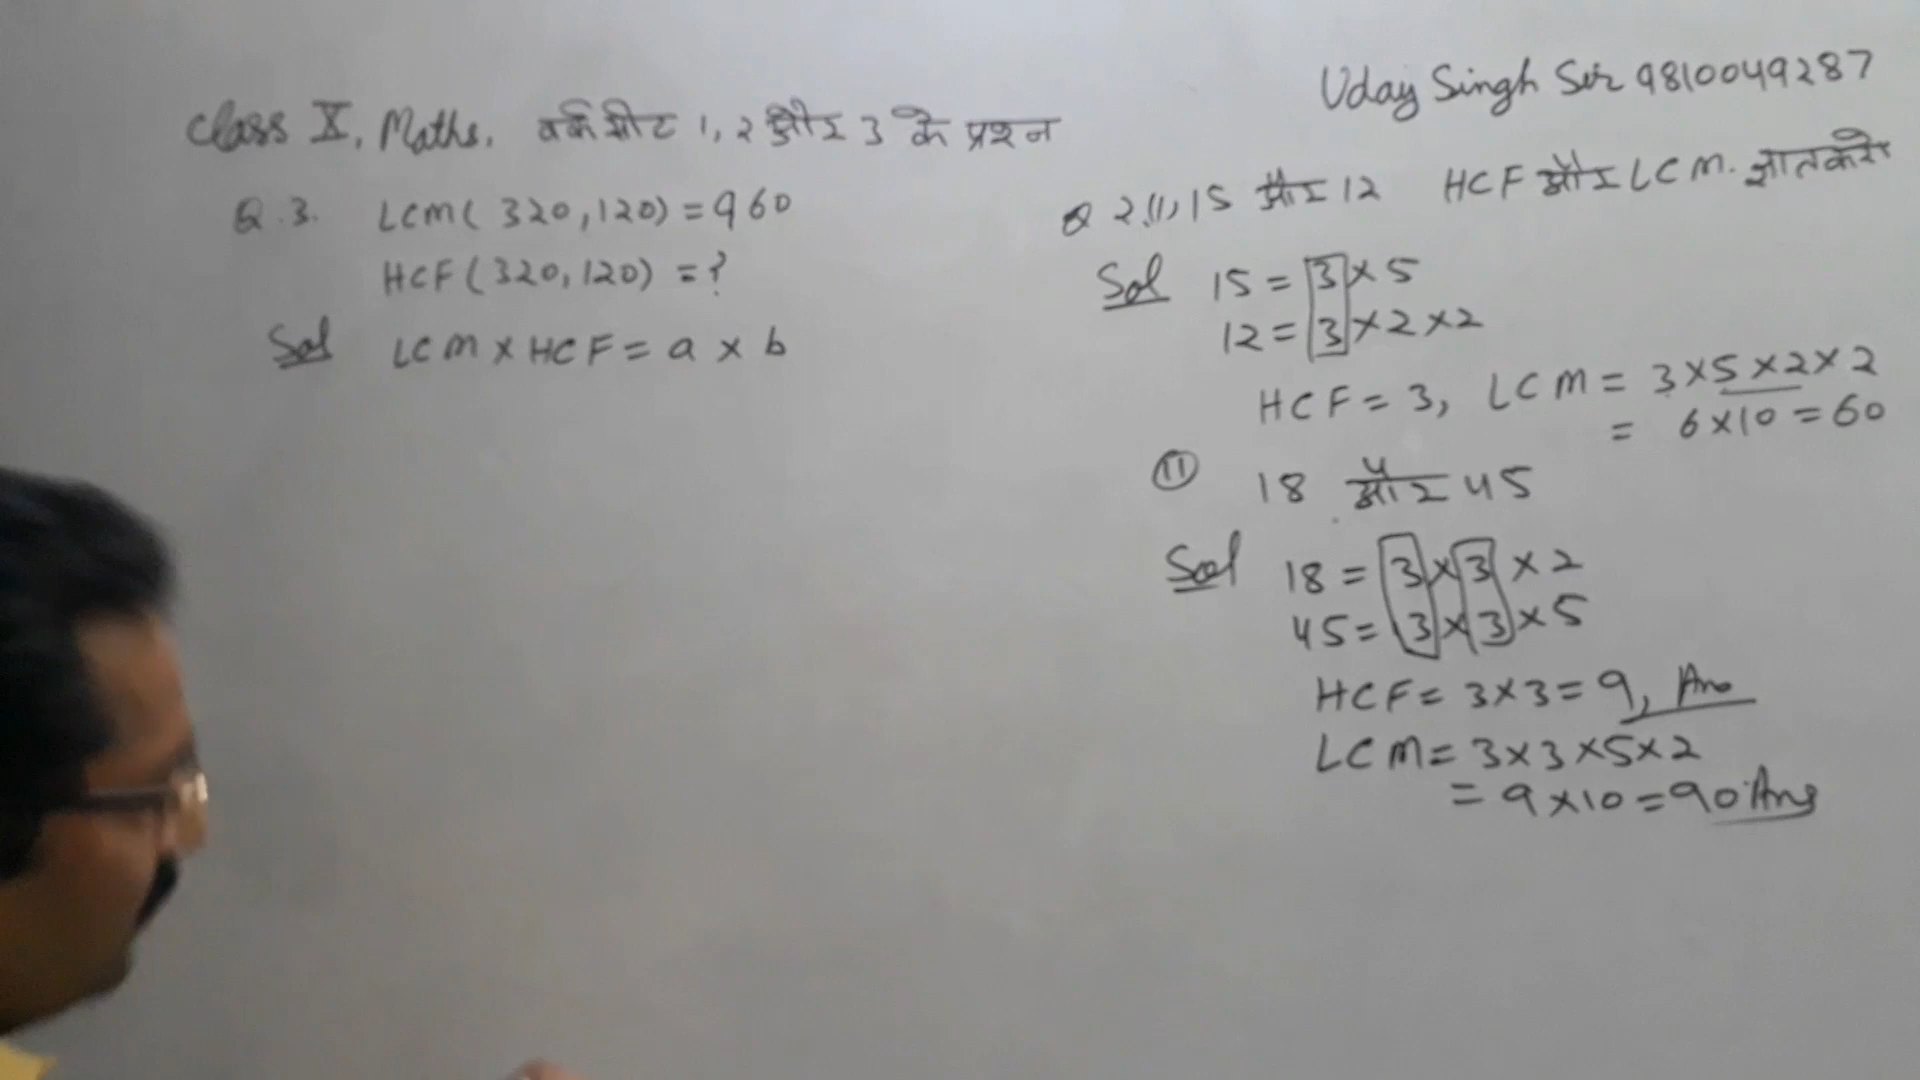 Uday Singh Sir 9810049287
Class X, Maths. वर्कशीट 1, 2 और 3 के प्रश्न
Q.3. LCM( 320,120) = 960
HCF(320,120) = ?
Sol LCM x HCF = a x b
Q 2.(1) 15 और 12 HCF और LCM. ज्ञात करें
Sol 15 = 3 x 5
12 = 3 x 2 x 2
HCF = 3, LCM = 3 x 5 x 2 x 2
= 6 x 10 = 60
(11) 18 और 45
Sol 18 = 3 x 3 x 2
45 = 3 x 3 x 5
HCF = 3 x 3 = 9, Ans
LCM = 3 x 3 x 5 x 2
= 9 x 10 = 90 Ans